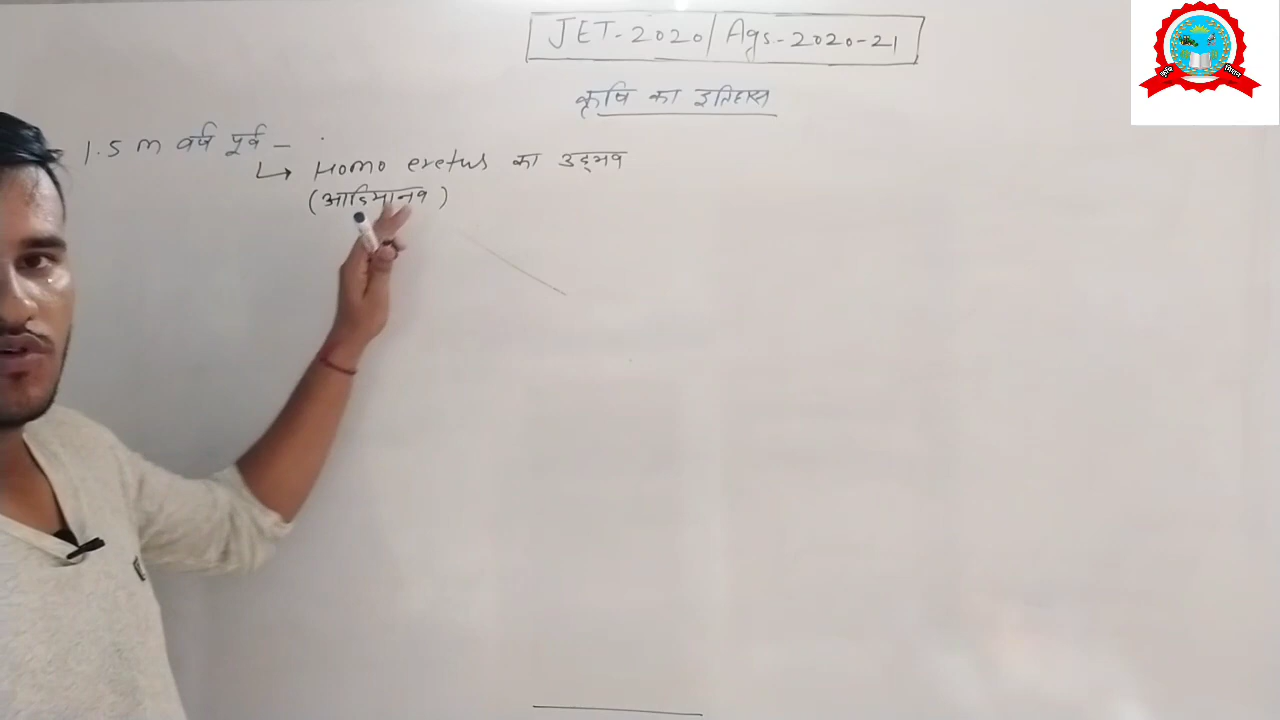 JET-2020/Ags-2020-21
कृषि का इतिहास
1.5 m वर्ष पूर्व –
↳ Homo eretus का उद्भव
(आदिमानव)
कृषि विज्ञान